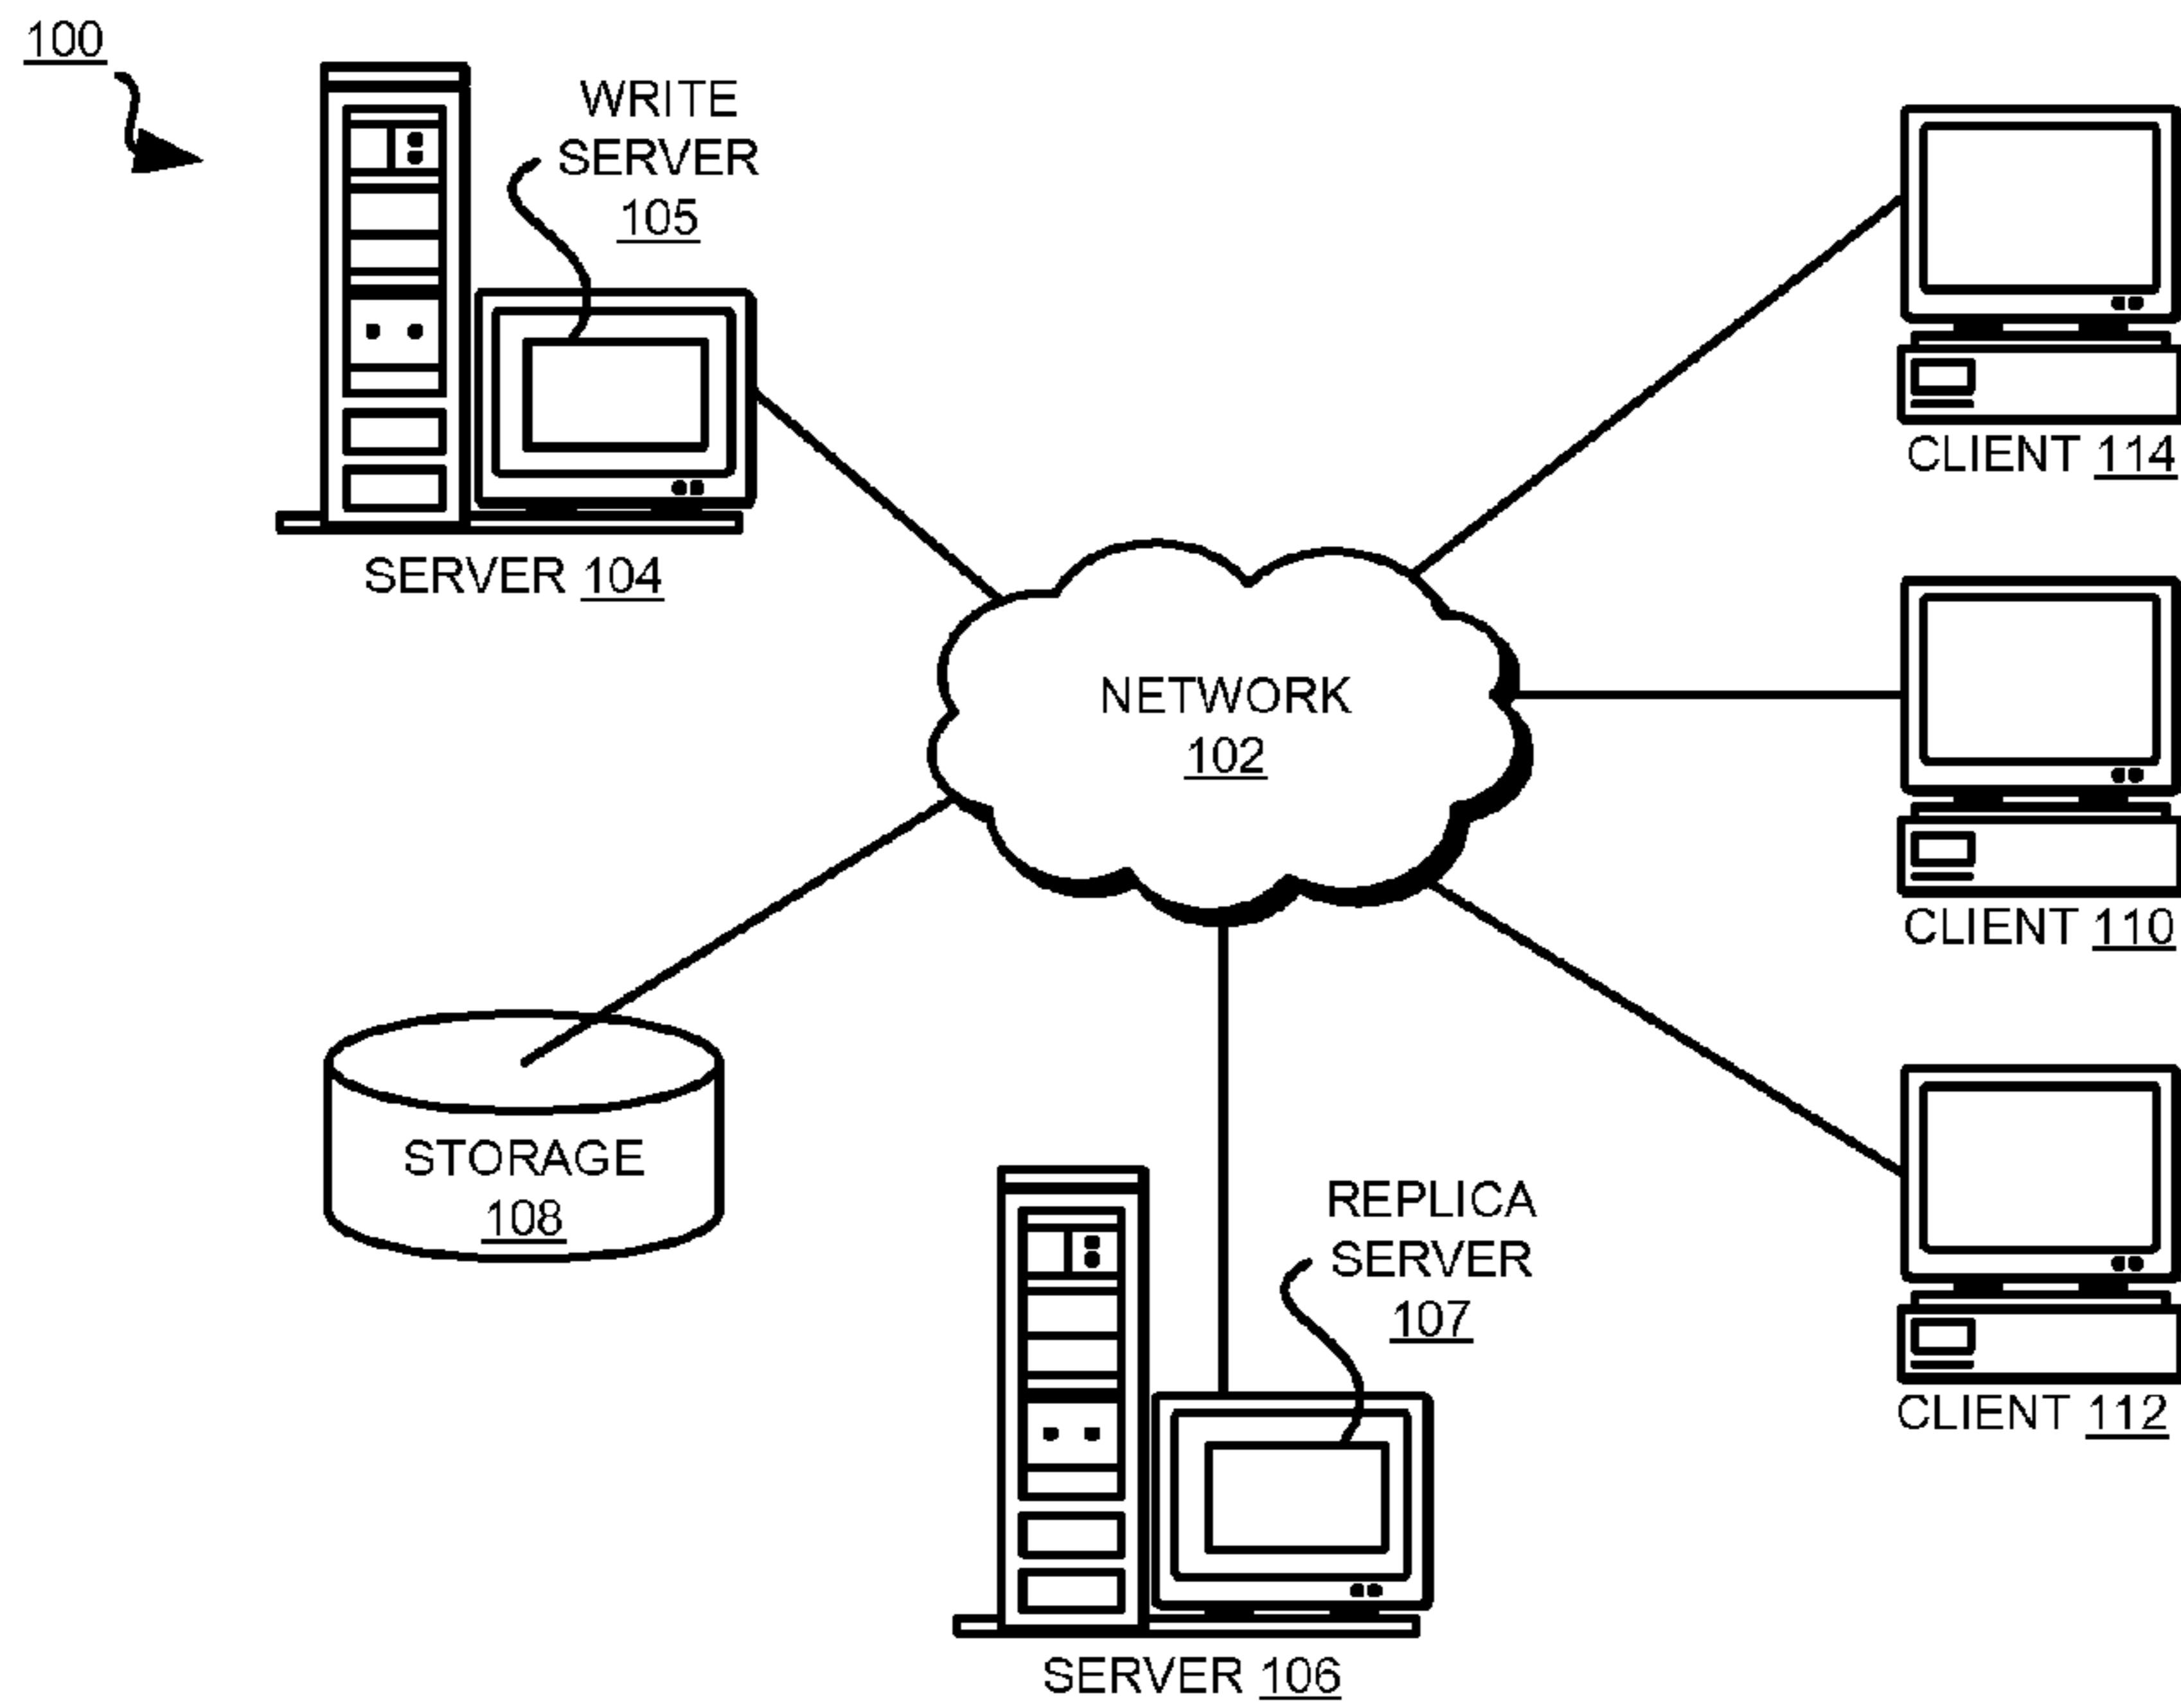 100
WRITE
SERVER
105
SERVER 104
CLIENT 114
NETWORK
102
CLIENT 110
STORAGE
108
REPLICA
SERVER
107
CLIENT 112
SERVER 106